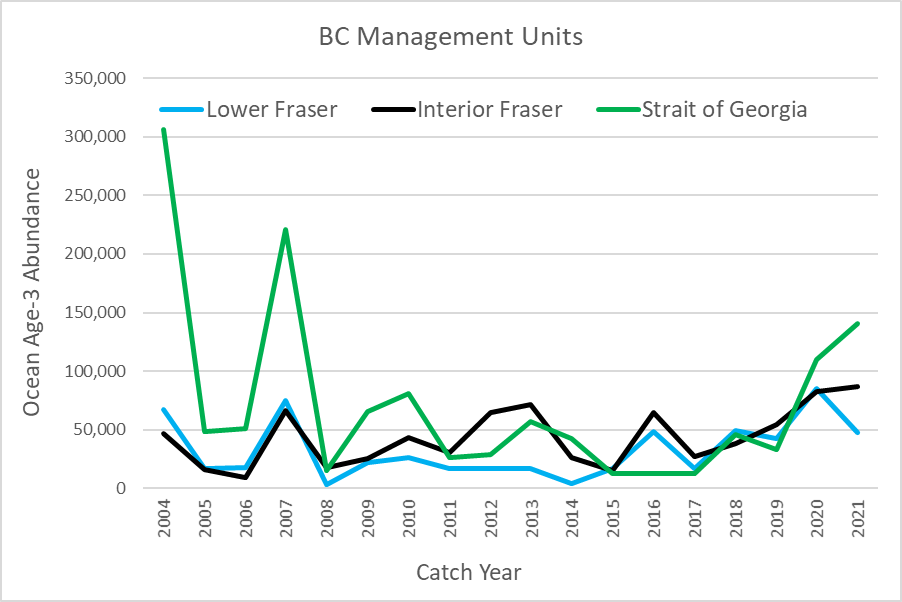 BC Management Units
350,000
Lower Fraser Interior Fraser Strait of Georgia
300,000
250,000
200,000
150,000
100,000
50,000
0
Ocean Age-3 Abundance
2004 2005 2006 2007 2008 2009 2010 2011 2012 2013 2014 2015 2016 2017 2018 2019 2020 2021
Catch Year